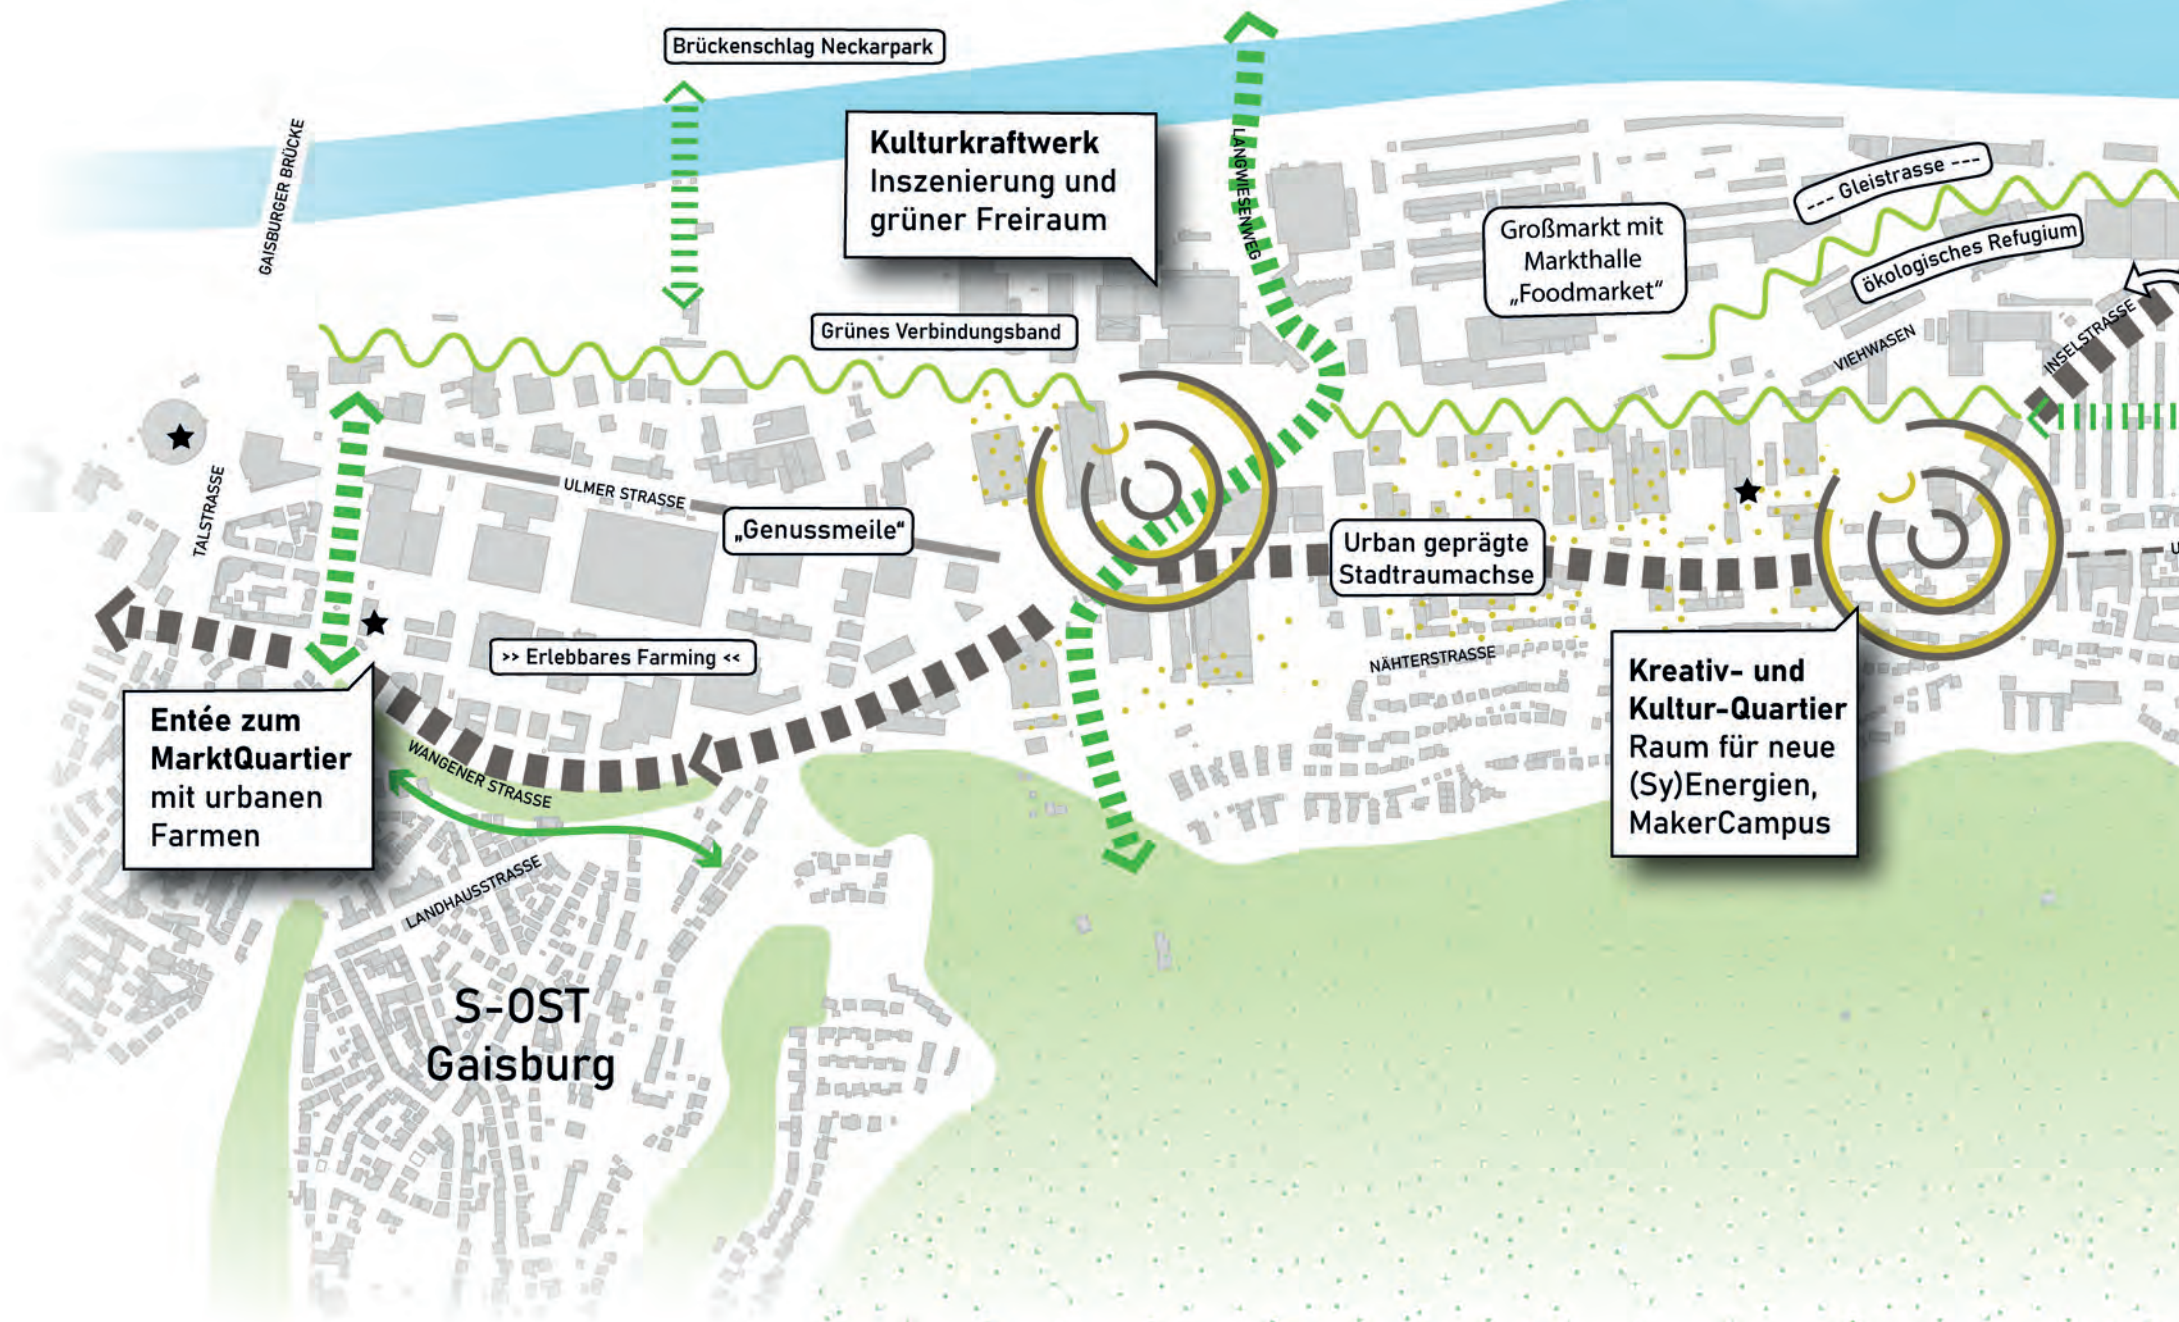 Brückenschlag Neckarpark
GAISBURGER BRÜCKE
Kulturkraftwerk
Inszenierung und
grüner Freiraum
LANGWIESENWEG
Großmarkt mit
Markthalle
„Foodmarket“
--- Gleistrasse ---
ökologisches Refugium
Grünes Verbindungsband
VIEHWASEN
INSELSTRASSE
TALSTRASSE
ULMER STRASSE
„Genussmeile“
Urban geprägte
Stadtraumachse
U
>> Erlebbares Farming <<
NÄHTERSTRASSE
Entée zum
MarktQuartier
mit urbanen
Farmen
WANGENER STRASSE
Kreativ- und
Kultur-Quartier
Raum für neue
(Sy)Energien,
MakerCampus
LANDHAUSSTRASSE
S-OST
Gaisburg